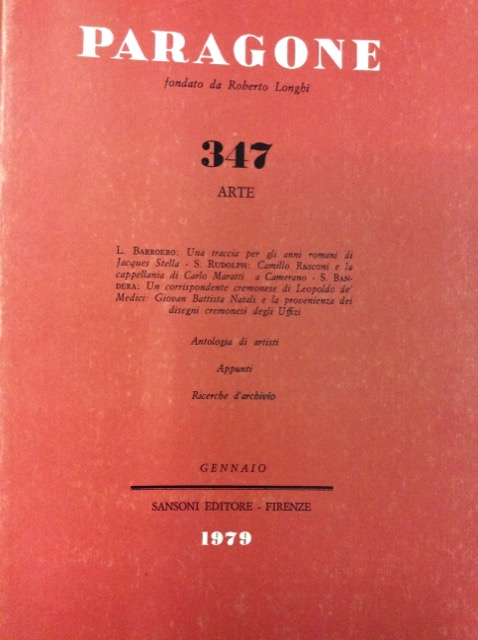 PARAGONE
fondato da Roberto Longhi
347
ARTE
L. BARROERO: Una traccia per gli anni romani di
Jacques Stella - S. RUDOLPH: Camillo Rusconi e la
cappellania di Carlo Maratti a Camerano - S. BAN-
DERA: Un corrispondente cremonese di Leopoldo de'
Medici: Giovan Battista Natali e la provenienza dei
disegni cremonesi degli Uffizi
Antologia di artisti
Appunti
Ricerche d'archivio
GENNAIO
SANSONI EDITORE - FIRENZE
1979